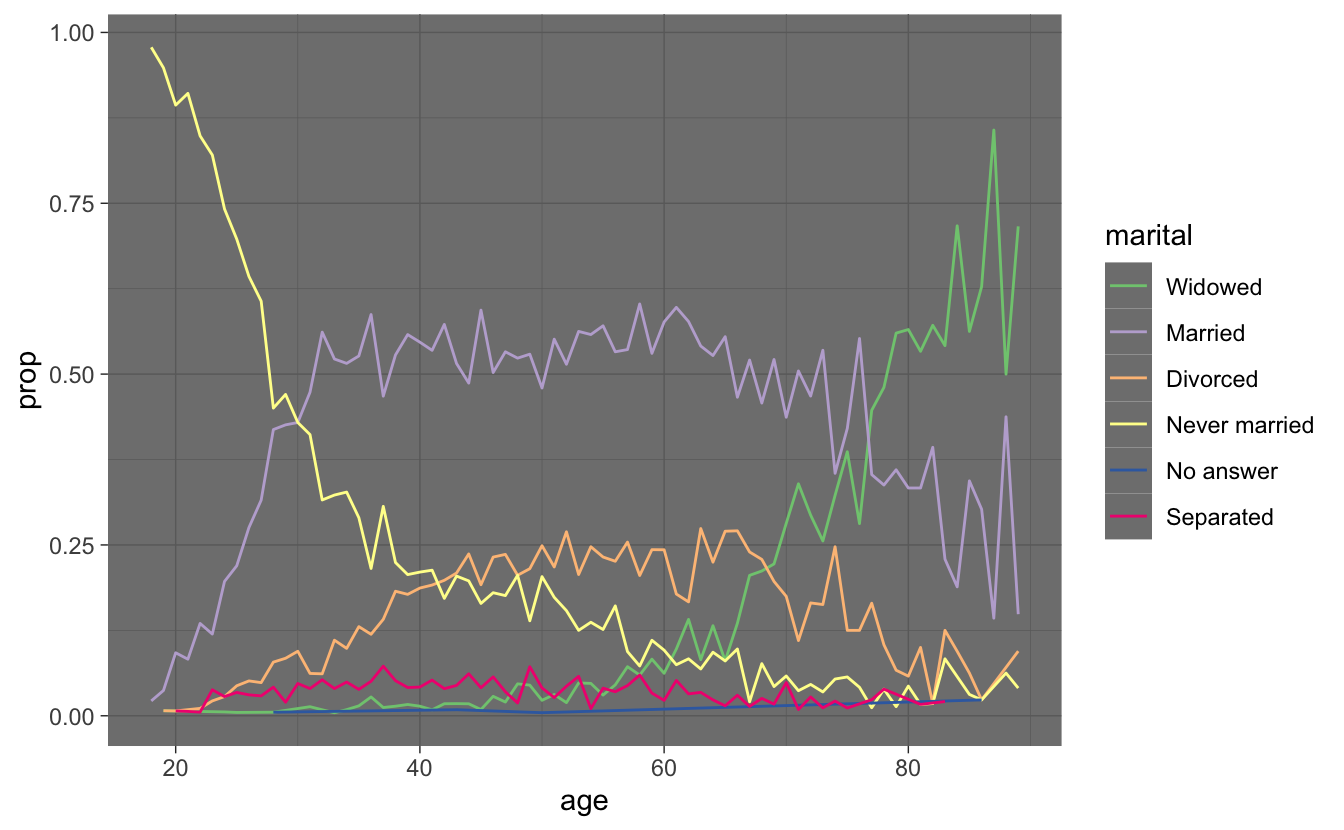 1.00
0.75
0.50
0.25
0.00
prop
20 40 60 80
age
marital
Widowed
Married
Divorced
Never married
No answer
Separated